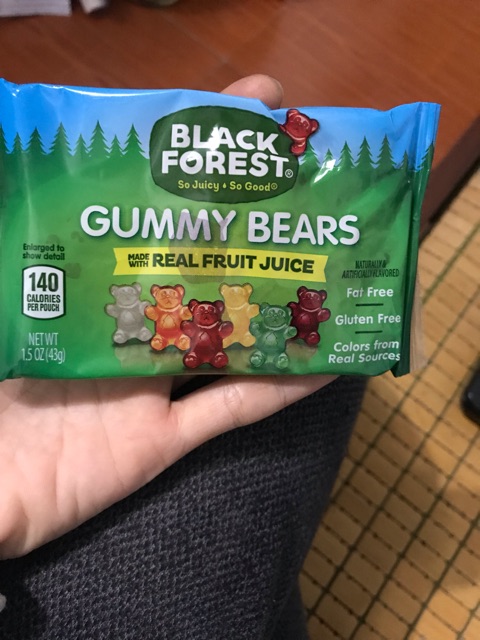 BLACK
FOREST®
So Juicy • So Good®
GUMMY BEARS
Enlarged to
show detail
MADE
WITH REAL FRUIT JUICE
140
CALORIES
PER POUCH
NATURALLY &
ARTIFICIALLY FLAVORED
Fat Free
Gluten Free
Colors from
Real Sources
NET WT
1.5 OZ (43g)